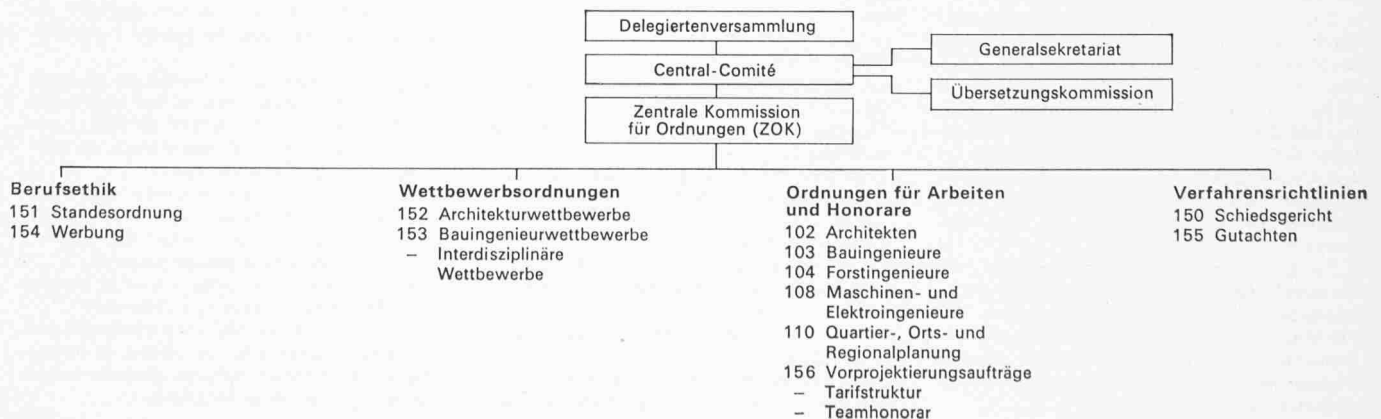 Delegiertenversammlung
Central-Comité
Generalsekretariat
Übersetzungskommission
Zentrale Kommission
für Ordnungen (ZOK)
Berufsethik
151 Standesordnung
154 Werbung
Wettbewerbsordnungen
152 Architekturwettbewerbe
153 Bauingenieurwettbewerbe
– Interdisziplinäre
Wettbewerbe
Ordnungen für Arbeiten
und Honorare
102 Architekten
103 Bauingenieure
104 Forstingenieure
108 Maschinen- und
Elektroingenieure
110 Quartier-, Orts- und
Regionalplanung
156 Vorprojektierungsaufträge
– Tarifstruktur
– Teamhonorar
Verfahrensrichtlinien
150 Schiedsgericht
155 Gutachten